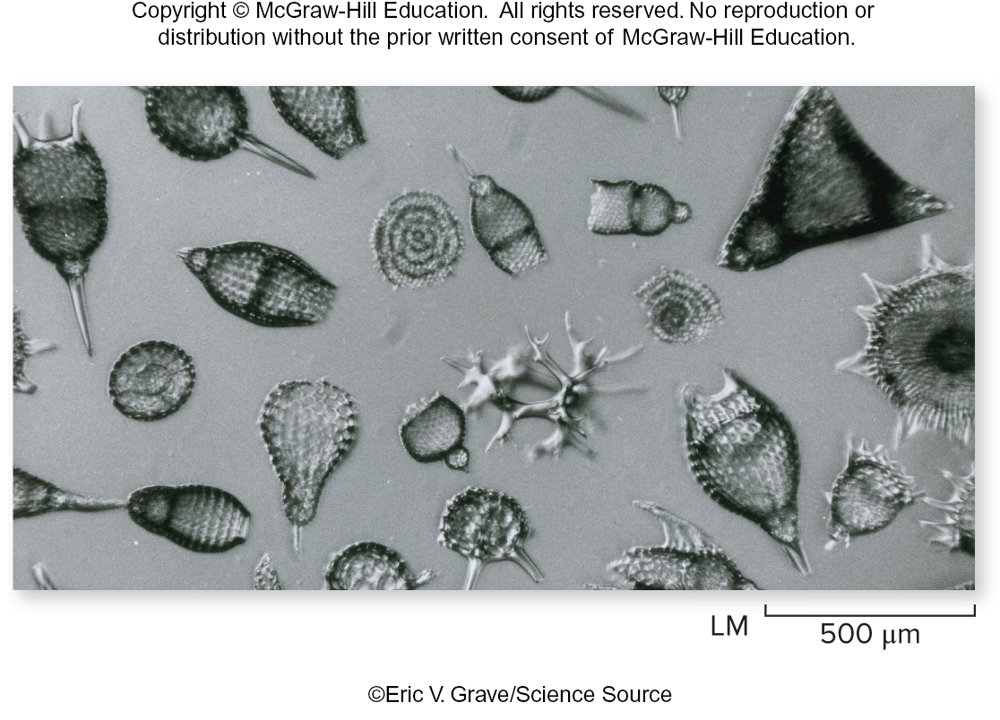 Copyright © McGraw-Hill Education.  All rights reserved. No reproduction or
distribution without the prior written consent of McGraw-Hill Education.
LM
500 μm
©Eric V. Grave/Science Source